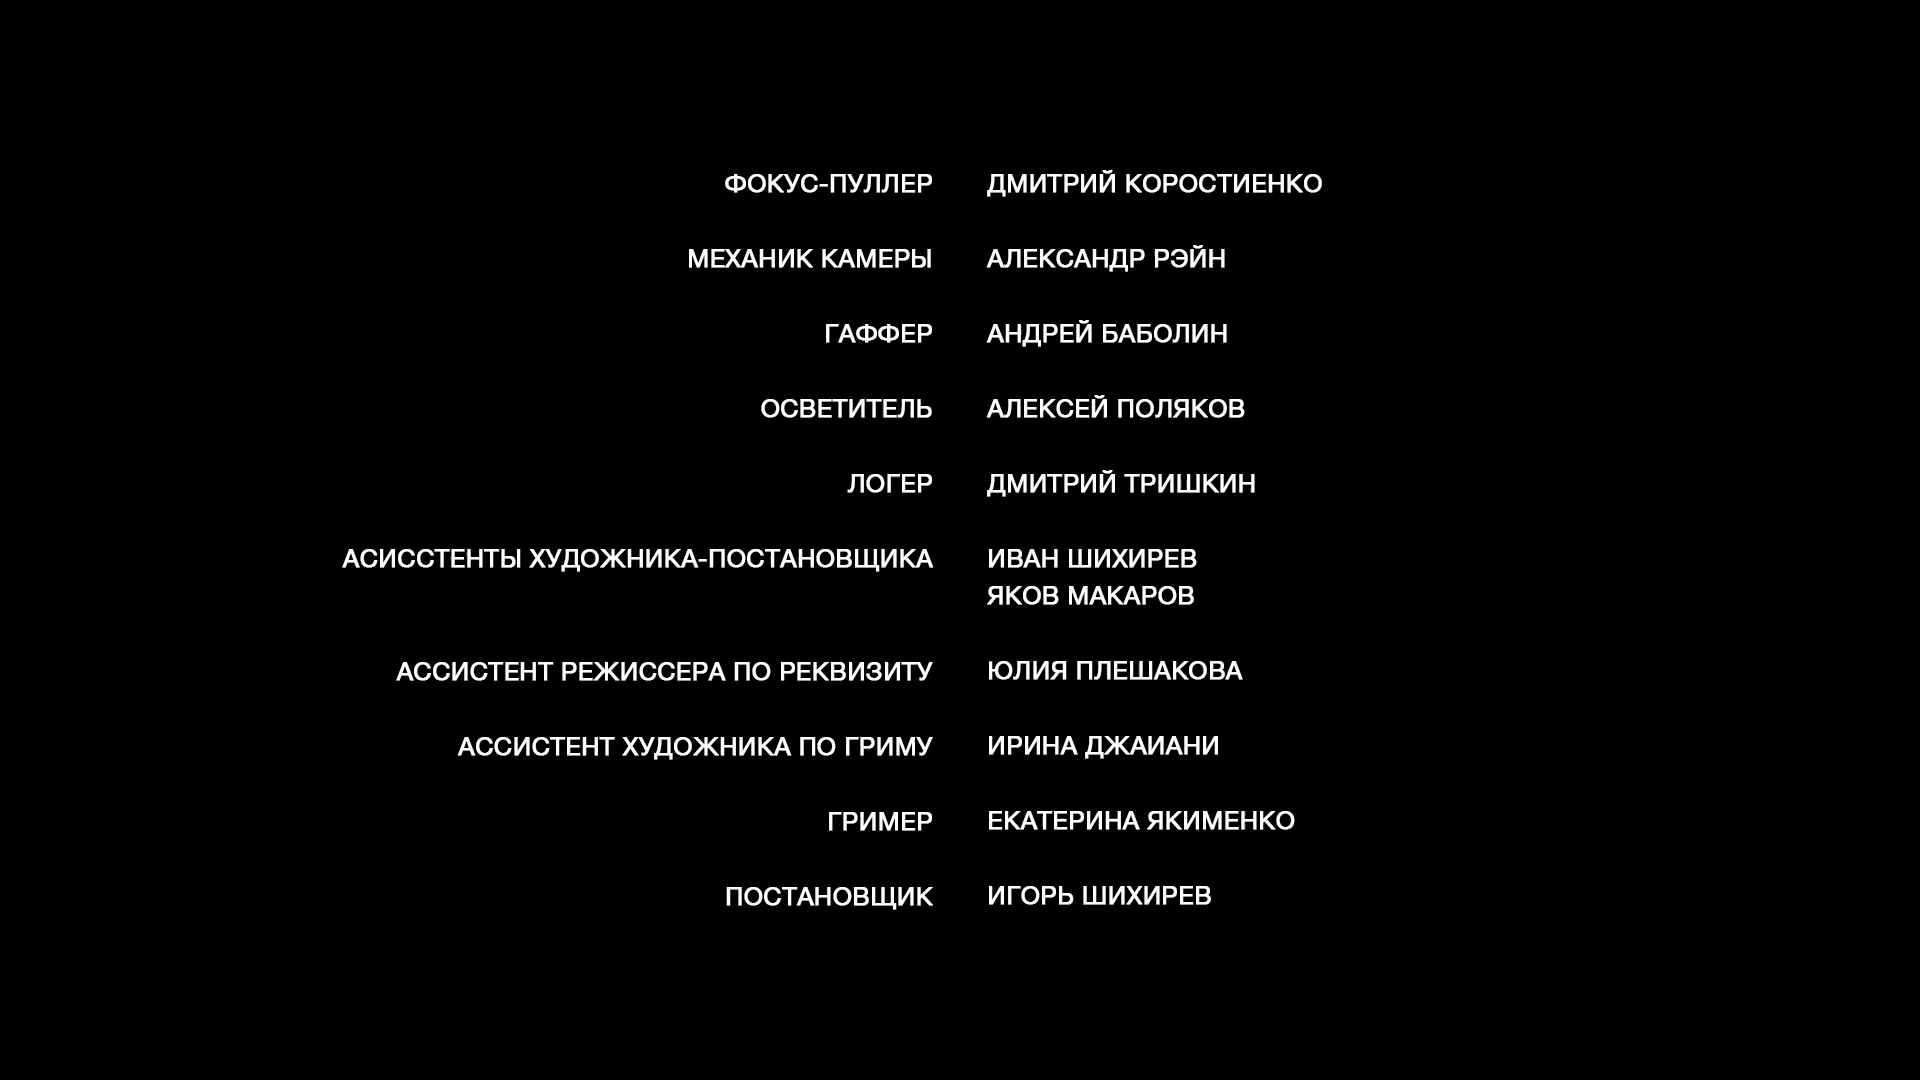 ФОКУС-ПУЛЛЕР ДМИТРИЙ КОРОСТИЕНКО
МЕХАНИК КАМЕРЫ АЛЕКСАНДР РЭЙН
ГАФФЕР АНДРЕЙ БАБОЛИН
ОСВЕТИТЕЛЬ АЛЕКСЕЙ ПОЛЯКОВ
ЛОГЕР ДМИТРИЙ ТРИШКИН
АСИССТЕНТЫ ХУДОЖНИКА-ПОСТАНОВЩИКА ИВАН ШИХИРЕВ
ЯКОВ МАКАРОВ
АССИСТЕНТ РЕЖИССЕРА ПО РЕКВИЗИТУ ЮЛИЯ ПЛЕШАКОВА
АССИСТЕНТ ХУДОЖНИКА ПО ГРИМУ ИРИНА ДЖАИАНИ
ГРИМЕР ЕКАТЕРИНА ЯКИМЕНКО
ПОСТАНОВЩИК ИГОРЬ ШИХИРЕВ